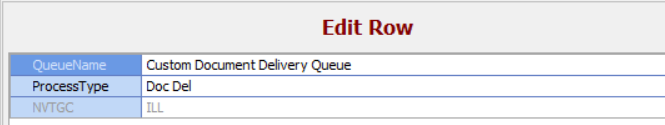 Edit Row
QueueName Custom Document Delivery Queue
ProcessType Doc Del
NVTGC ILL